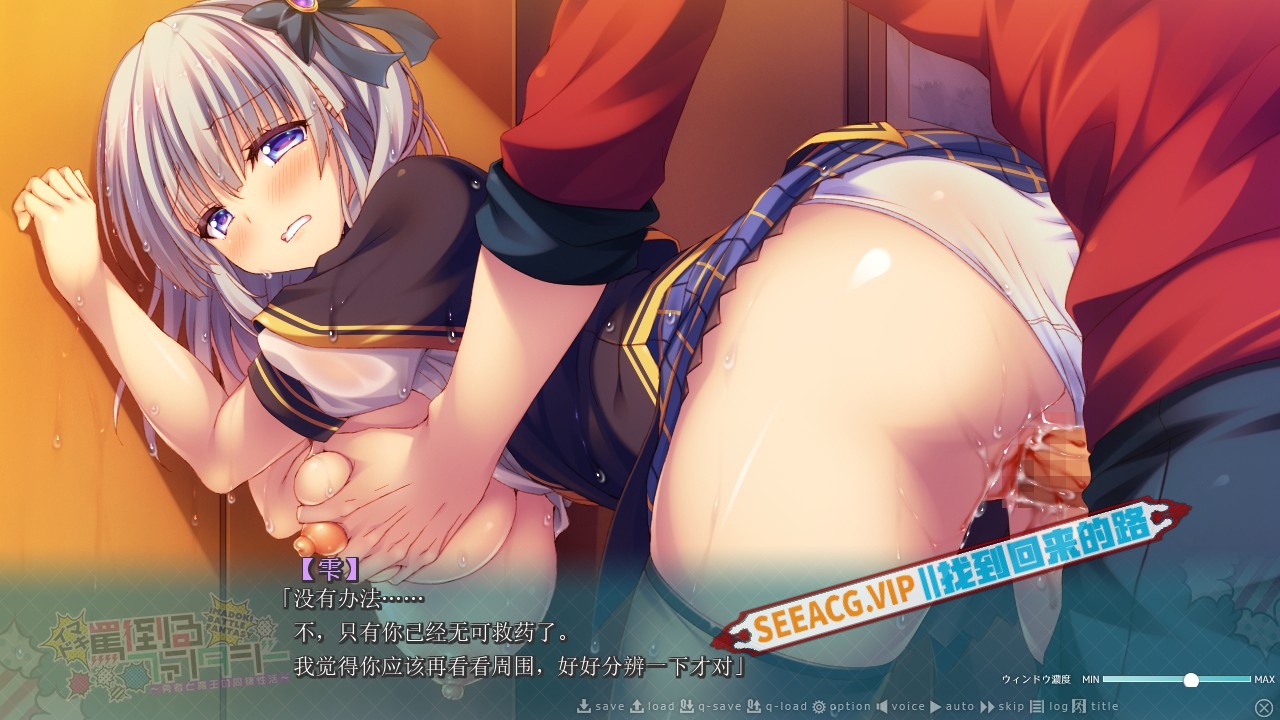 【雫】
「没有办法……
不，只有你已经无可救药了。
我觉得你应该再看看周围，好好分辨一下才对」
SEEACG.VIP ||找到回来的路
罵倒る
ウィンドウ濃度 MIN MAX
save load q-save q-load option voice auto skip log title